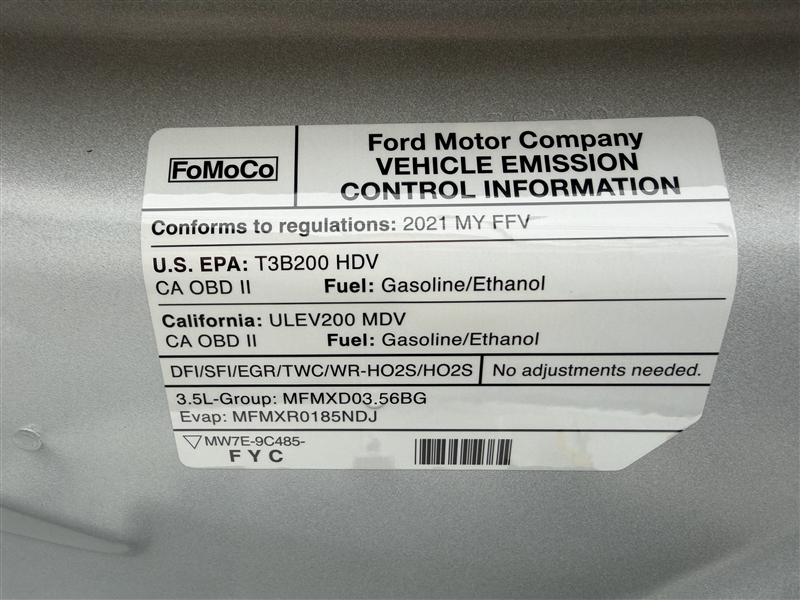 FoMoCo
Ford Motor Company
VEHICLE EMISSION
CONTROL INFORMATION
Conforms to regulations: 2021 MY FFV
U.S. EPA: T3B200 HDV
CA OBD II Fuel: Gasoline/Ethanol
California: ULEV200 MDV
CA OBD II Fuel: Gasoline/Ethanol
DFI/SFI/EGR/TWC/WR-HO2S/HO2S No adjustments needed.
3.5L-Group: MFMXD03.56BG
Evap: MFMXR0185NDJ
MW7E-9C485-
F Y C